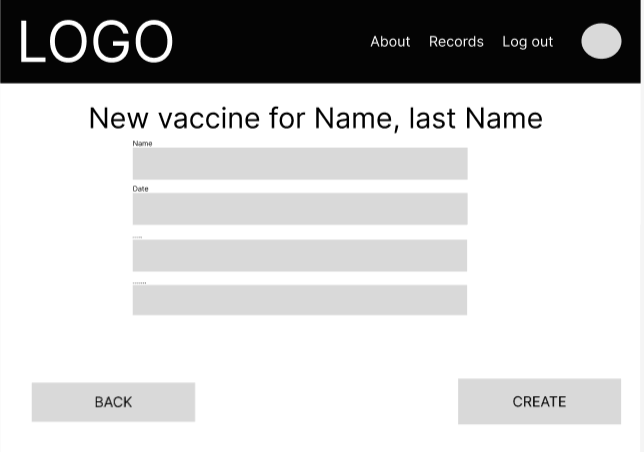 LOGO
About Records Log out
New vaccine for Name, last Name
Name
Date
BACK
CREATE